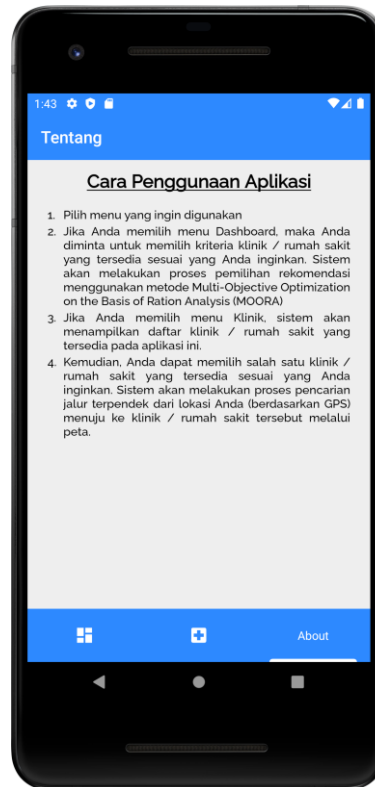 1:43
Tentang
Cara Penggunaan Aplikasi
1. Pilih menu yang ingin digunakan
2. Jika Anda memilih menu Dashboard, maka Anda
diminta untuk memilih kriteria klinik / rumah sakit
yang tersedia sesuai yang Anda inginkan. Sistem
akan melakukan proses pemilihan rekomendasi
menggunakan metode Multi-Objective Optimization
on the Basis of Ration Analysis (MOORA)
3. Jika Anda memilih menu Klinik, sistem akan
menampilkan daftar klinik / rumah sakit yang
tersedia pada aplikasi ini.
4. Kemudian, Anda dapat memilih salah satu klinik /
rumah sakit yang tersedia sesuai yang Anda
inginkan. Sistem akan melakukan proses pencarian
jalur terpendek dari lokasi Anda (berdasarkan GPS)
menuju ke klinik / rumah sakit tersebut melalui
peta.
About